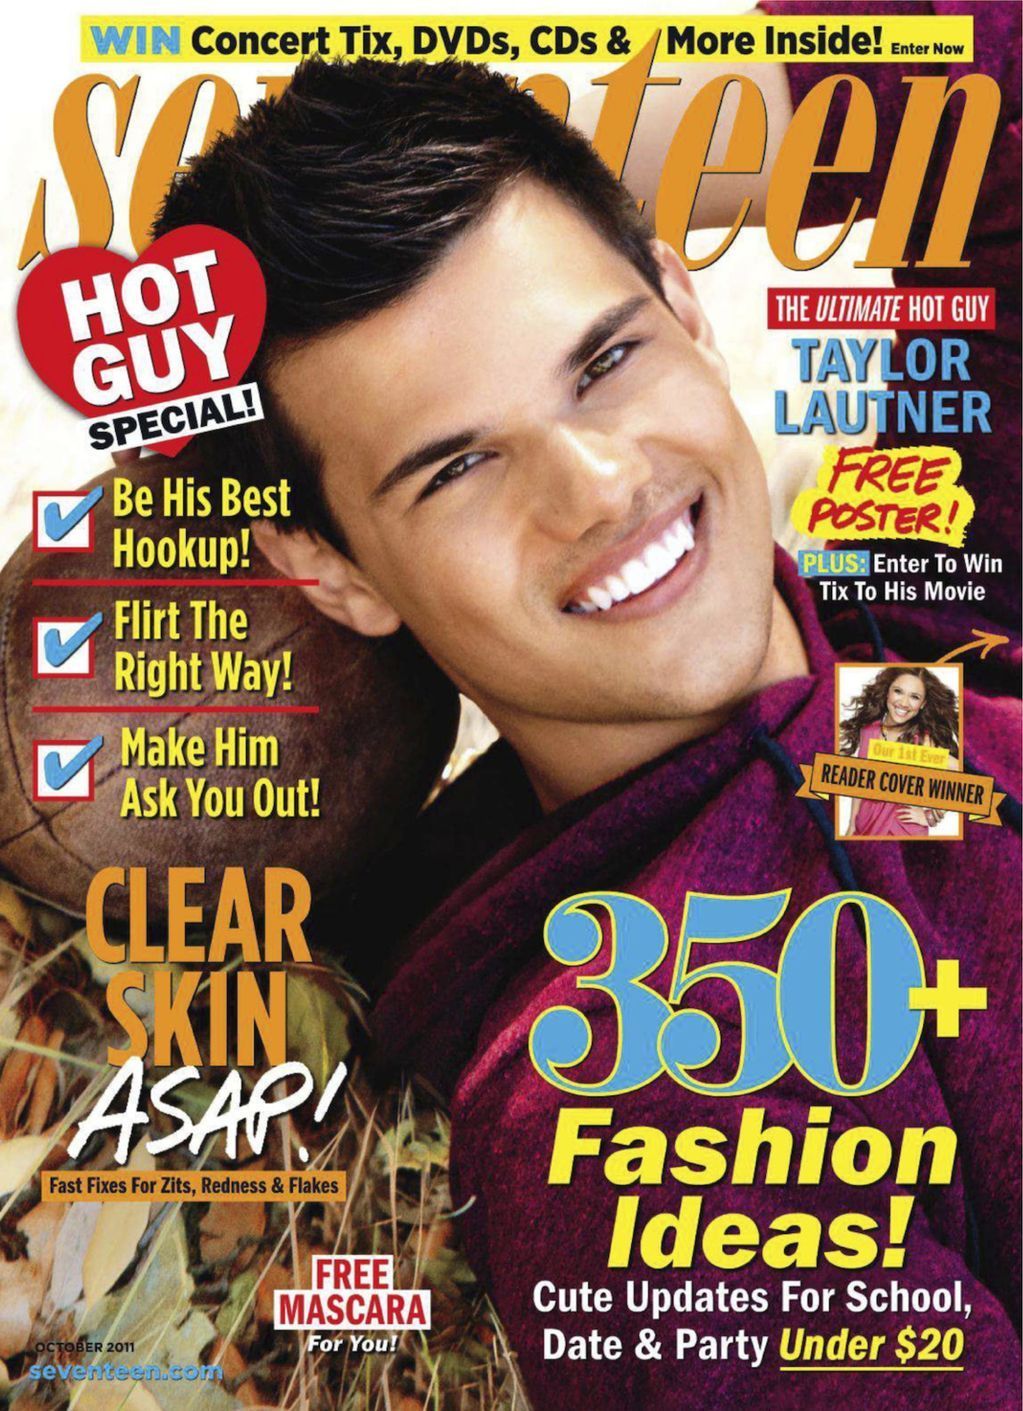 WIN Concert Tix, DVDs, CDs & More Inside! Enter Now
seventeen
HOT
GUY
SPECIAL!
Be His Best
Hookup!
Flirt The
Right Way!
Make Him
Ask You Out!
THE ULTIMATE HOT GUY
TAYLOR
LAUTNER
FREE
POSTER!
PLUS: Enter To Win
Tix To His Movie
Our 1st Ever
READER COVER WINNER
CLEAR
SKIN
ASAP!
Fast Fixes For Zits, Redness & Flakes
350+
Fashion
Ideas!
Cute Updates For School,
Date & Party Under $20
FREE
MASCARA
For You!
OCTOBER 2011
seventeen.com